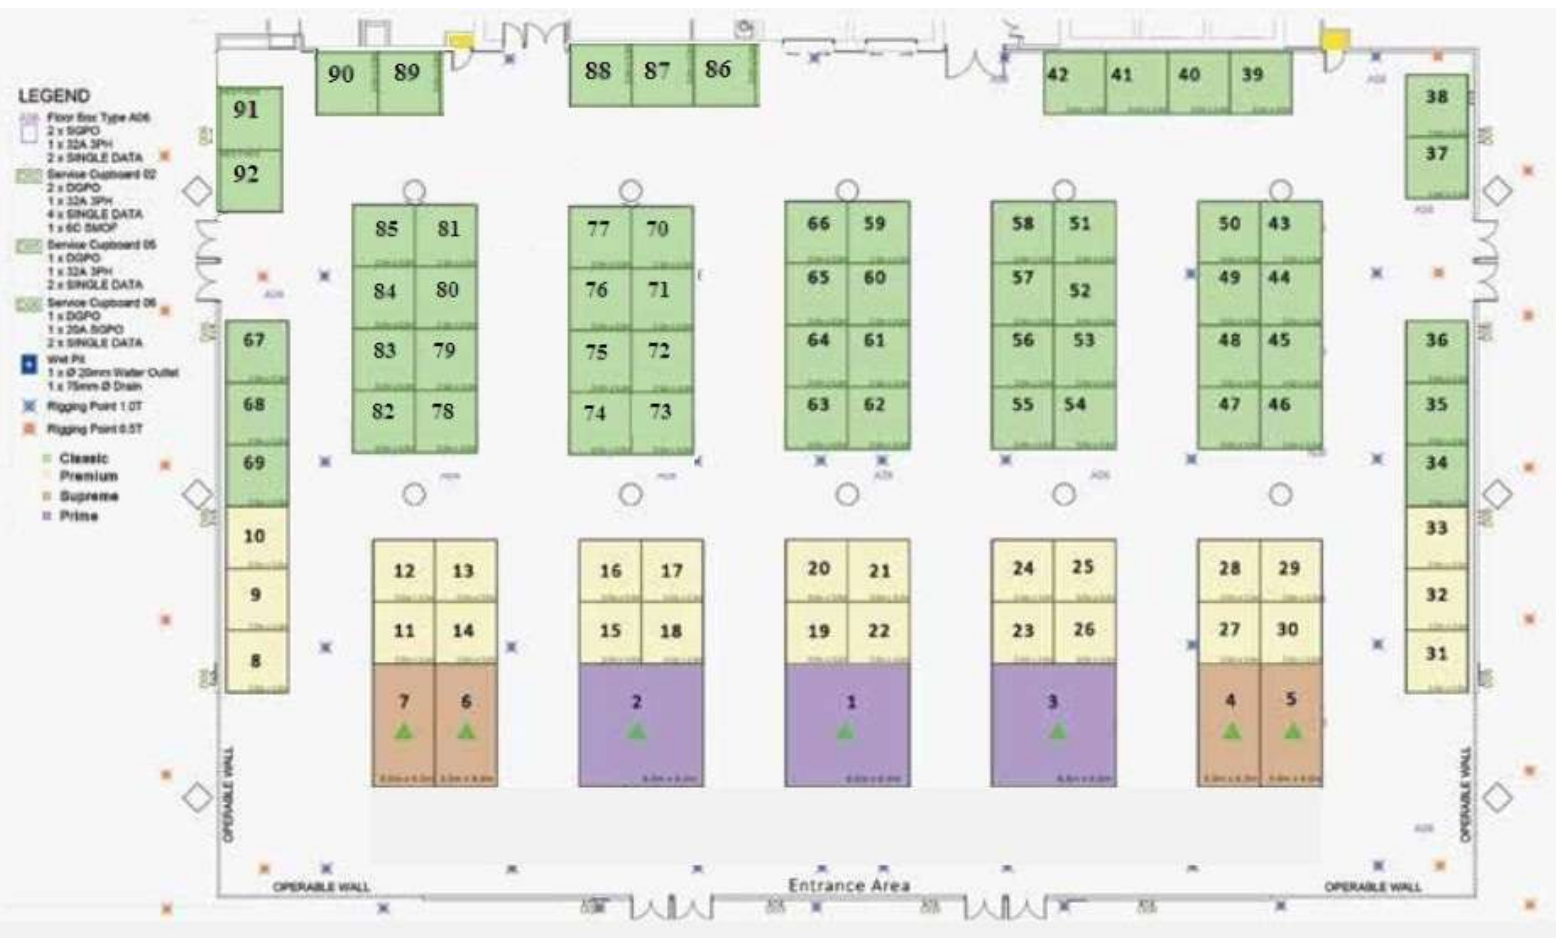 LEGEND
Floor Box Type A06
2 x SGPO
1 x 32A 3PH
2 x SINGLE DATA
Service Cupboard 02
2 x DGPO
1 x 32A 3PH
4 x SINGLE DATA
1 x 6C SMOF
Service Cupboard 05
1 x DGPO
1 x 32A 3PH
2 x SINGLE DATA
Service Cupboard 06
1 x DGPO
1 x 20A SGPO
2 x SINGLE DATA
Wet Pit
1 x Ø 20mm Water Outlet
1 x 75mm Ø Drain
Rigging Point 1.0T
Rigging Point 0.5T
Classic
Premium
Supreme
Prime
90 89 88 87 86 42 41 40 39
91 38
92 37
85 81 77 70 66 59 58 51 50 43
84 80 76 71 65 60 57 52 49 44
67 83 79 75 72 64 61 56 53 48 45 36
68 82 78 74 73 63 62 55 54 47 46 35
69 34
10 33
12 13 16 17 20 21 24 25 28 29
9 32
11 14 15 18 19 22 23 26 27 30
8 31
7 6 2 1 3 4 5
OPERABLE WALL
OPERABLE WALL
OPERABLE WALL
Entrance Area
OPERABLE WALL